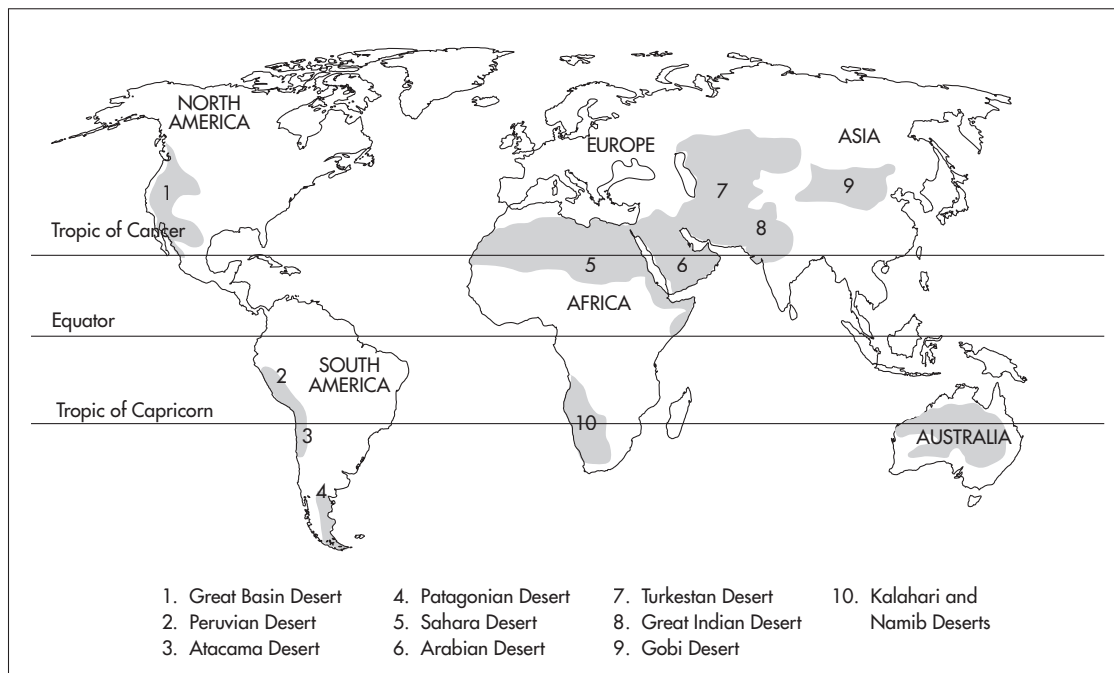 NORTH
AMERICA
EUROPE
ASIA
1
7
9
Tropic of Cancer
8
5
6
AFRICA
Equator
SOUTH
AMERICA
2
Tropic of Capricorn
10
3
AUSTRALIA
4
1. Great Basin Desert
2. Peruvian Desert
3. Atacama Desert
4. Patagonian Desert
5. Sahara Desert
6. Arabian Desert
7. Turkestan Desert
8. Great Indian Desert
9. Gobi Desert
10. Kalahari and
Namib Deserts